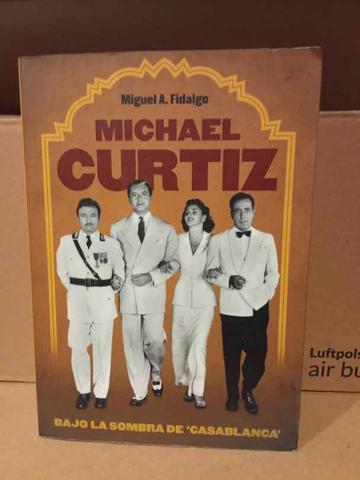 Miguel A. Fidalgo
MICHAEL
CURTIZ
BAJO LA SOMBRA DE 'CASABLANCA'
Luftpols
air bu